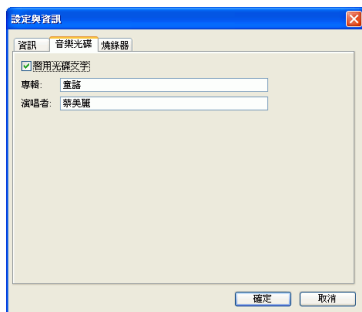 設定與資訊
資訊 音樂光碟 燒錄器
啟用光碟文字
專輯: 童謠
演唱者: 蔡美麗
確定 取消